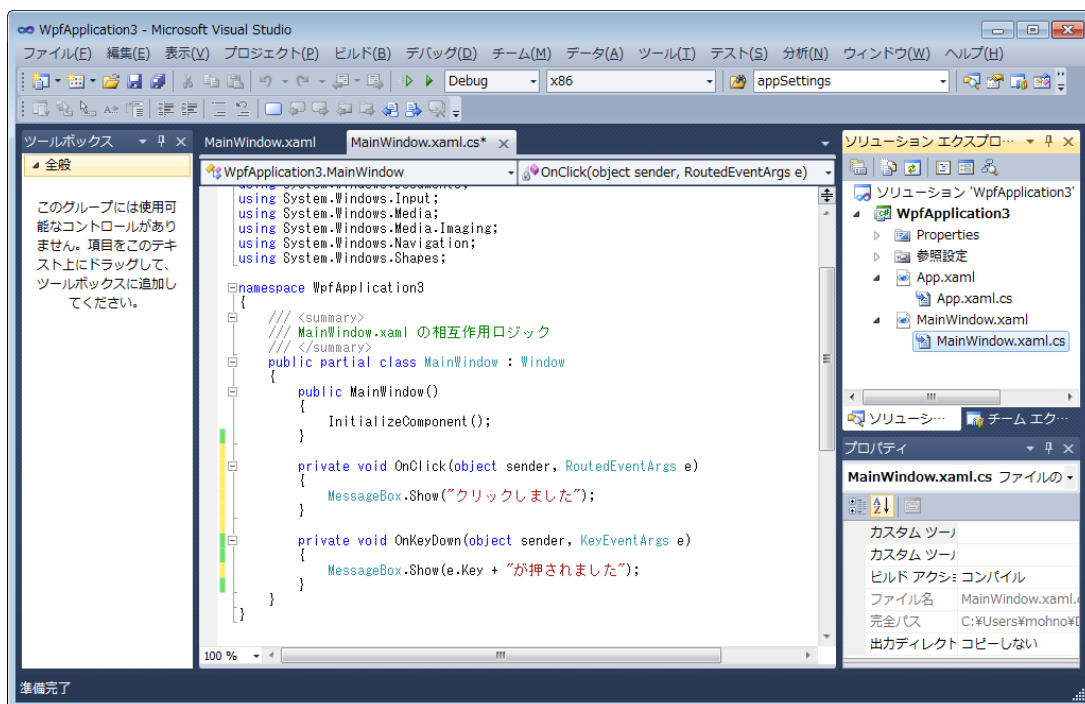 WpfApplication3 - Microsoft Visual Studio
ファイル(F) 編集(E) 表示(V) プロジェクト(P) ビルド(B) デバッグ(D) チーム(M) データ(A) ツール(T) テスト(S) 分析(N) ウィンドウ(W) ヘルプ(H)
Debug x86 appSettings
ツールボックス
全般
このグループには使用可
能なコントロールがあり
ません。項目をこのテキ
スト上にドラッグして、
ツールボックスに追加し
てください。
MainWindow.xaml MainWindow.xaml.cs*
WpfApplication3.MainWindow OnClick(object sender, RoutedEventArgs e)
using System.Windows.Documents;
using System.Windows.Input;
using System.Windows.Media;
using System.Windows.Media.Imaging;
using System.Windows.Navigation;
using System.Windows.Shapes;
namespace WpfApplication3
{
/// <summary>
/// MainWindow.xaml の相互作用ロジック
/// </summary>
public partial class MainWindow : Window
{
public MainWindow()
{
InitializeComponent();
}
private void OnClick(object sender, RoutedEventArgs e)
{
MessageBox.Show("クリックしました");
}
private void OnKeyDown(object sender, KeyEventArgs e)
{
MessageBox.Show(e.Key + "が押されました");
}
}
}
100 %
ソリューション エクスプロ…
ソリューション 'WpfApplication3'
WpfApplication3
Properties
参照設定
App.xaml
App.xaml.cs
MainWindow.xaml
MainWindow.xaml.cs
ソリューシ… チーム エク…
プロパティ
MainWindow.xaml.cs ファイルの
カスタム ツール
カスタム ツール
ビルド アクショ コンパイル
ファイル名 MainWindow.xaml.
完全パス C:¥Users¥mohno¥D
出力ディレクト コピーしない
準備完了